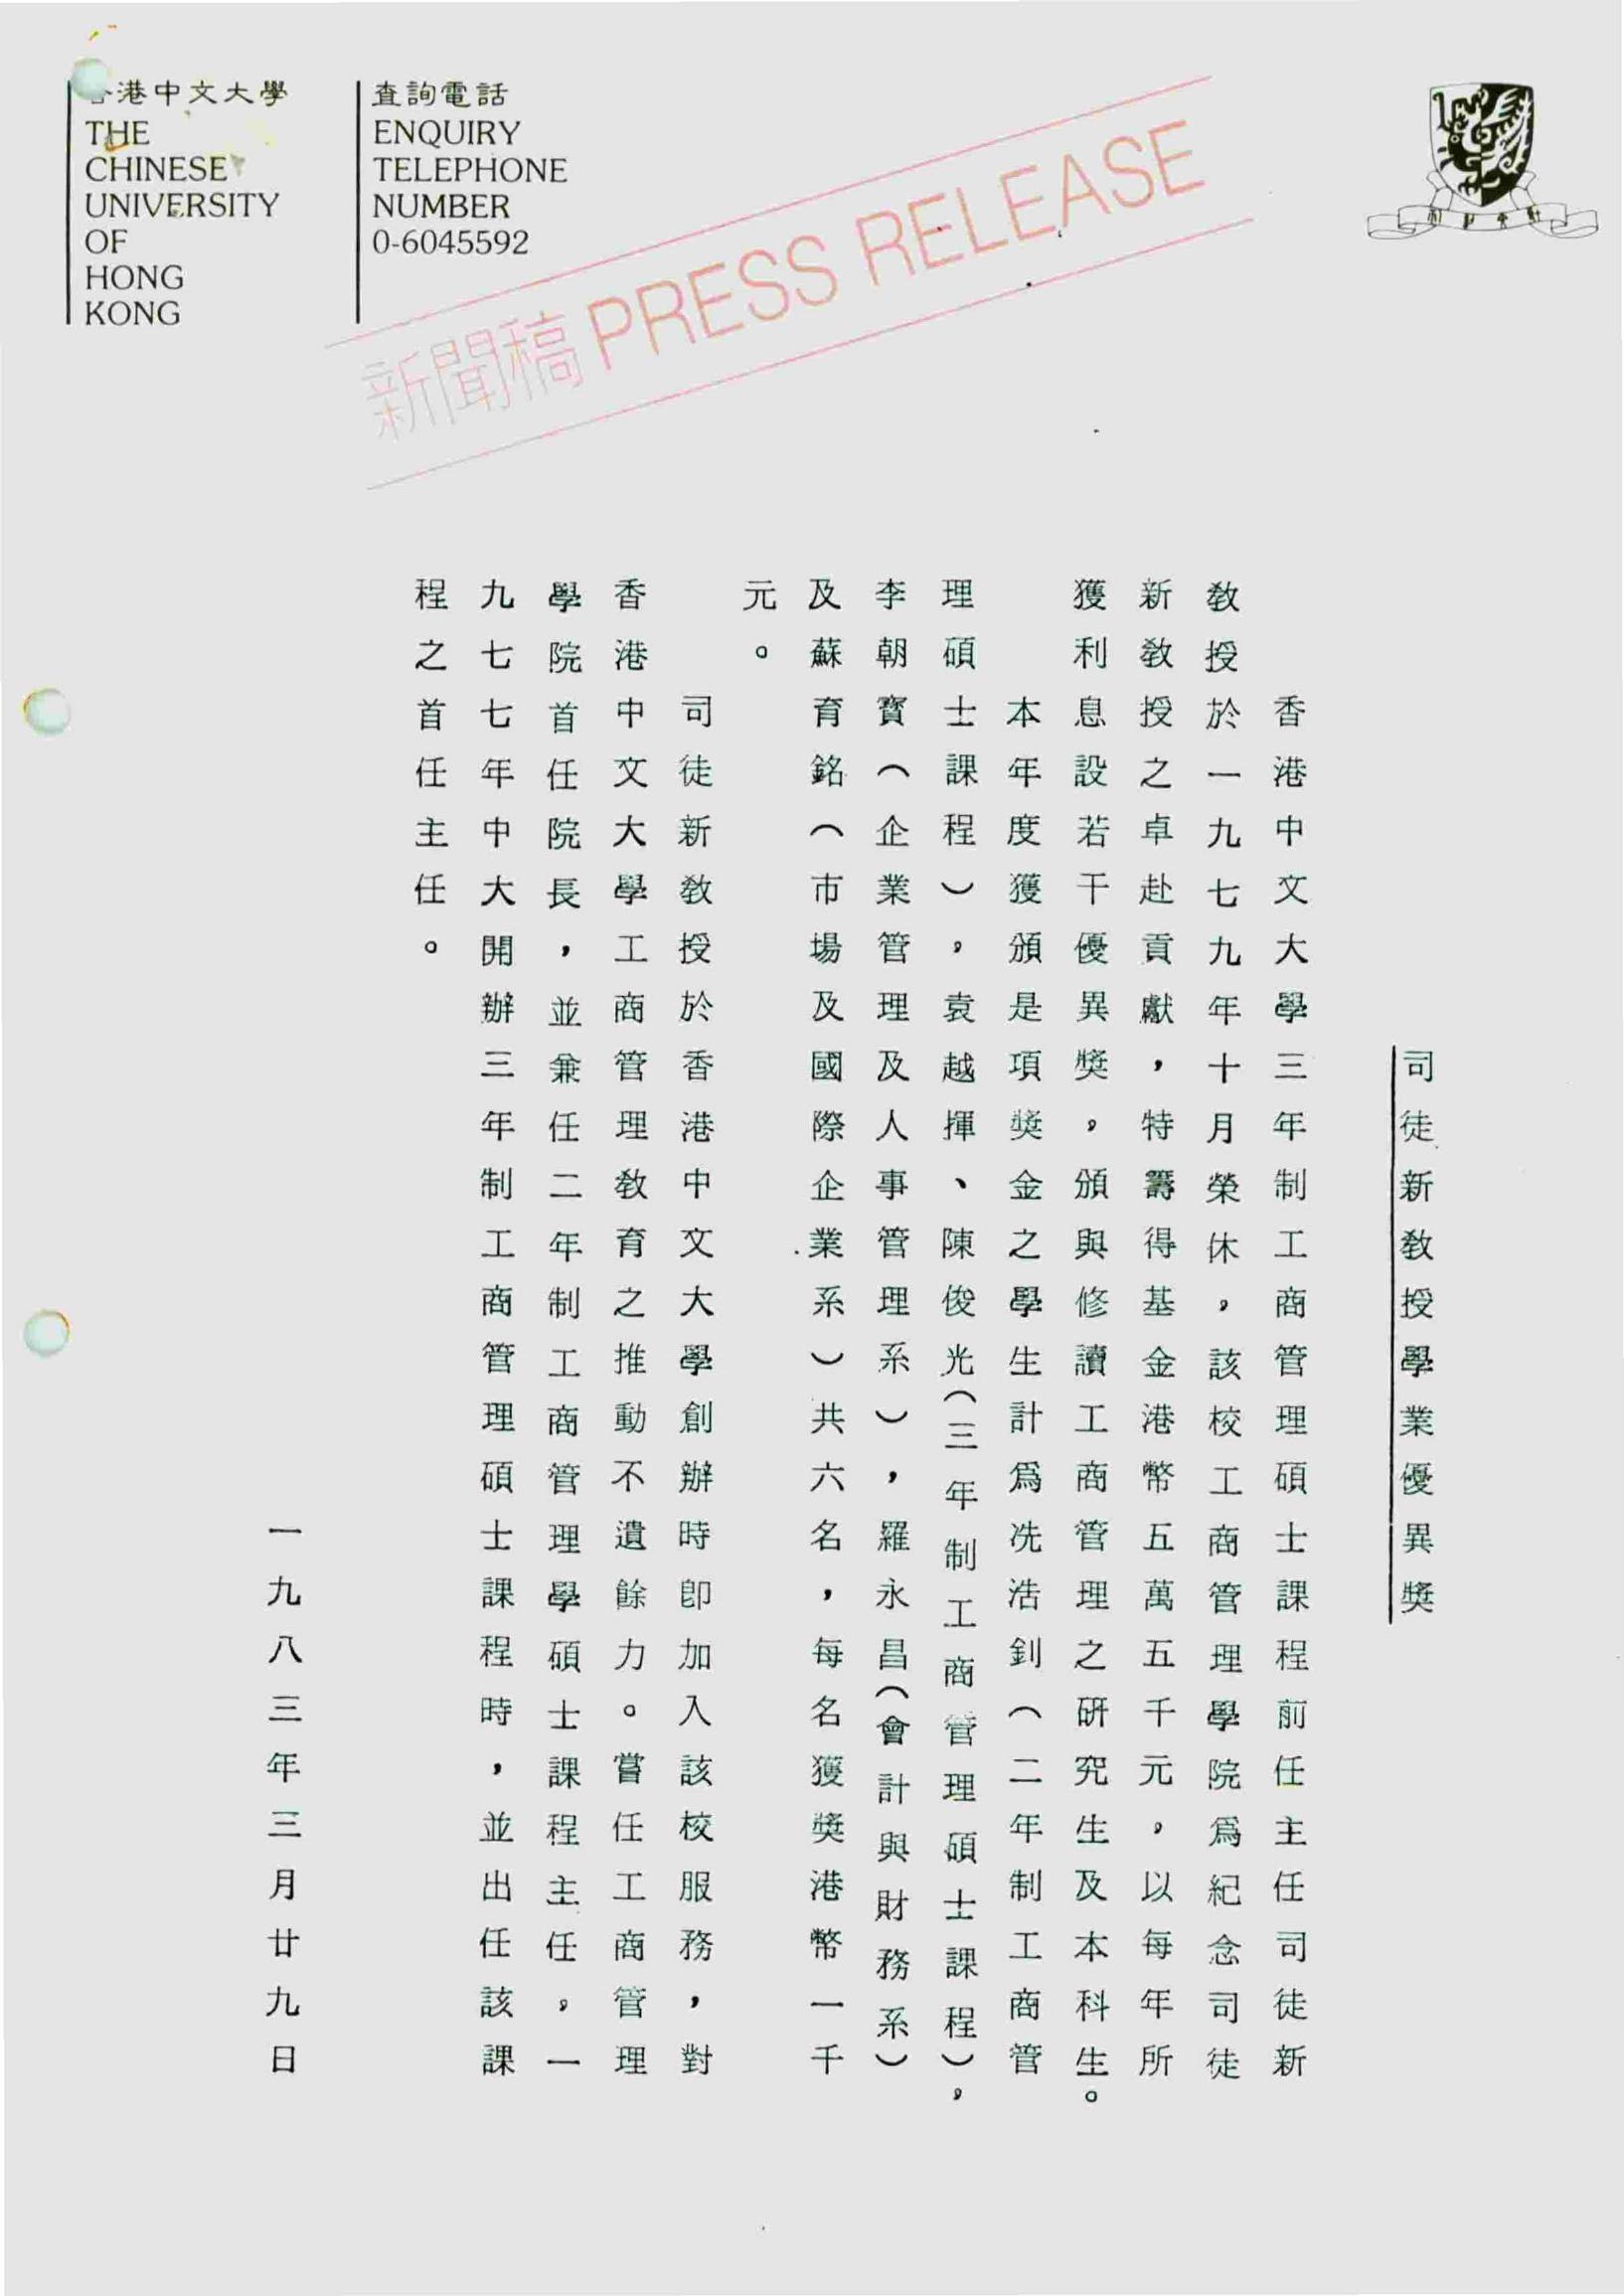 香港中文大學
THE
CHINESE
UNIVERSITY
OF
HONG
KONG
查詢電話
ENQUIRY
TELEPHONE
NUMBER
0-6045592
新聞稿 PRESS RELEASE
司徒新教授學業優異獎
香港中文大學三年制工商管理碩士課程前任主任司徒新
教授於一九七九年十月榮休，該校工商管理學院爲紀念司徒
新教授之卓赴貢獻，特籌得基金港幣五萬五千元，以每年所
獲利息設若干優異獎，頒與修讀工商管理之研究生及本科生。
本年度獲頒是項獎金之學生計爲冼浩釗（二年制工商管
理碩士課程），袁越揮、陳俊光（三年制工商管理碩士課程），
李朝寶（企業管理及人事管理系），羅永昌（會計與財務系）
及蘇育銘（市場及國際企業系）共六名，每名獲獎港幣一千
元。
司徒新教授於香港中文大學創辦時即加入該校服務，對
香港中文大學工商管理教育之推動不遺餘力。嘗任工商管理
學院首任院長，並兼任二年制工商管理學碩士課程主任，一
九七七年中大開辦三年制工商管理碩士課程時，並出任該課
程之首任主任。
一九八三年三月廿九日